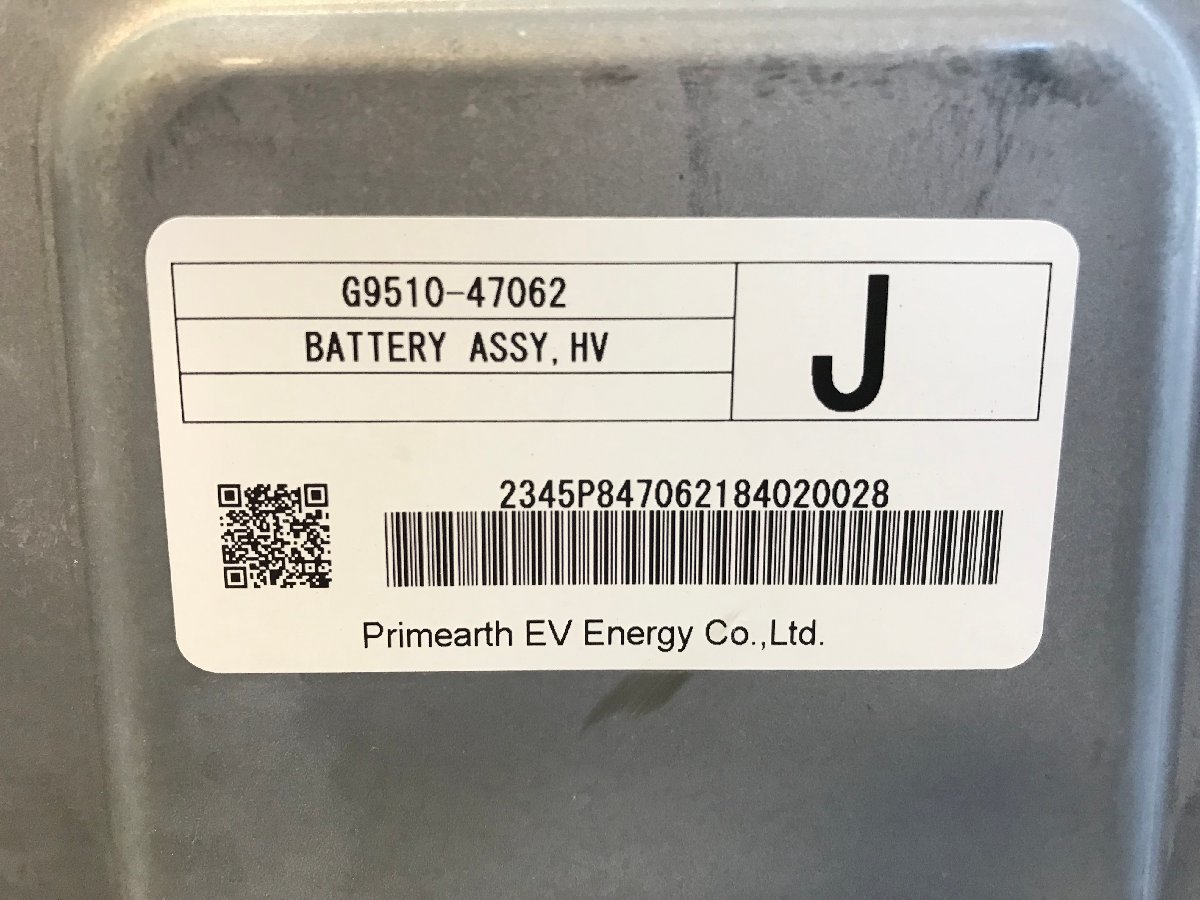 G9510-47062
BATTERY ASSY,HV
J
2345P847062184020028
Primearth EV Energy Co.,Ltd.